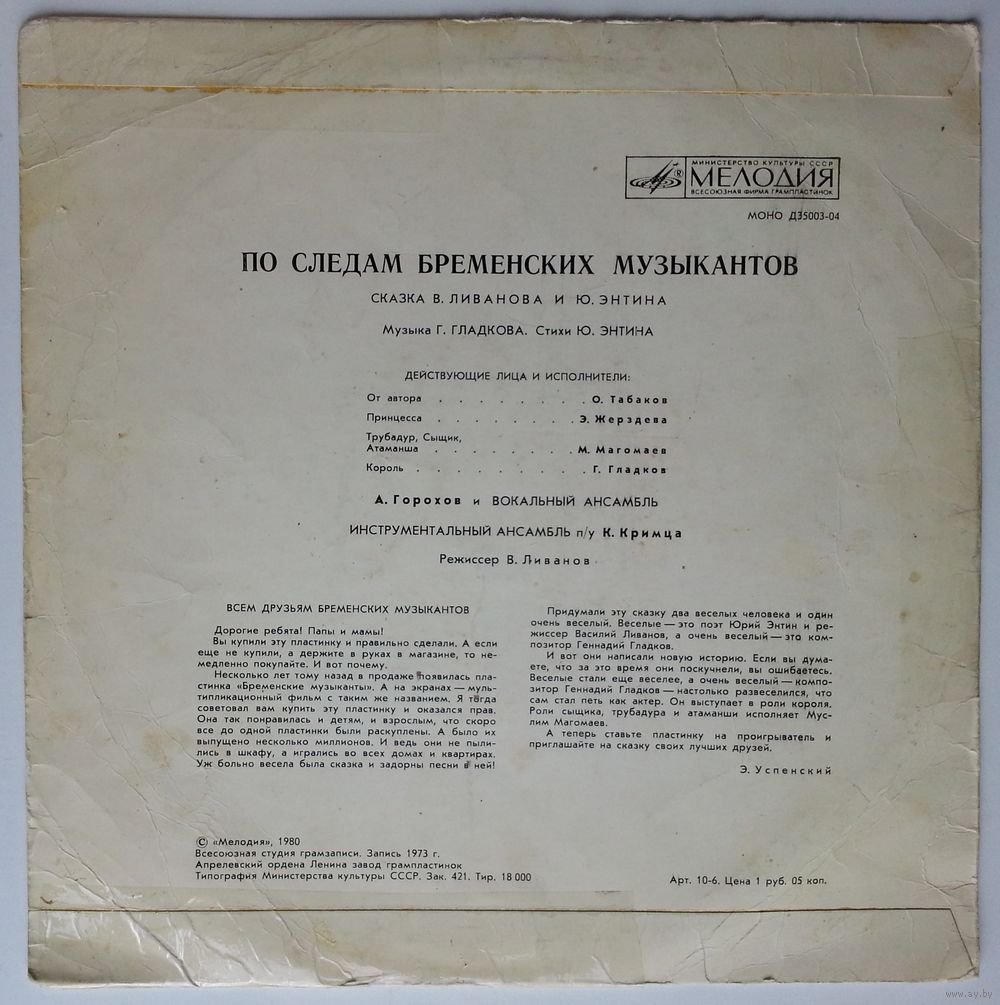 МИНИСТЕРСТВО КУЛЬТУРЫ СССР
МЕЛОДИЯ
ВСЕСОЮЗНАЯ ФИРМА ГРАМПЛАСТИНОК
МОНО Д35003-04
ПО СЛЕДАМ БРЕМЕНСКИХ МУЗЫКАНТОВ
СКАЗКА В. ЛИВАНОВА И Ю. ЭНТИНА
Музыка Г. ГЛАДКОВА. Стихи Ю. ЭНТИНА
ДЕЙСТВУЮЩИЕ ЛИЦА И ИСПОЛНИТЕЛИ:
От автора . . . . . . . . О. Табаков
Принцесса . . . . . . . Э. Жерздева
Трубадур, Сыщик,
Атаманша . . . . . . . М. Магомаев
Король . . . . . . . . . Г. Гладков
А. Горохов и ВОКАЛЬНЫЙ АНСАМБЛЬ
ИНСТРУМЕНТАЛЬНЫЙ АНСАМБЛЬ п/у К. Кримца
Режиссер В. Ливанов
ВСЕМ ДРУЗЬЯМ БРЕМЕНСКИХ МУЗЫКАНТОВ
Дорогие ребята! Папы и мамы!
Вы купили эту пластинку и правильно сделали. А если
еще не купили, а держите в руках в магазине, то не-
медленно покупайте. И вот почему.
Несколько лет тому назад в продаже появилась пла-
стинка «Бременские музыканты». А на экранах — муль-
типликационный фильм с таким же названием. Я тогда
советовал вам купить эту пластинку и оказался прав.
Она так понравилась и детям, и взрослым, что скоро
все до одной пластинки были раскуплены. А было их
выпущено несколько миллионов. И ведь они не пыли-
лись в шкафу, а игрались во всех домах и квартирах.
Уж больно весела была сказка и задорны песни в ней!
Придумали эту сказку два веселых человека и один
очень веселый. Веселые — это поэт Юрий Энтин и ре-
жиссер Василий Ливанов, а очень веселый — это ком-
позитор Геннадий Гладков.
И вот они написали новую историю. Если вы дума-
ете, что за это время они поскучнели, вы ошибаетесь.
Веселые стали еще веселее, а очень веселый — компо-
зитор Геннадий Гладков — настолько развеселился, что
сам стал петь как актер. Он выступает в роли короля.
Роли сыщика, трубадура и атаманши исполняет Мус-
лим Магомаев.
А теперь ставьте пластинку на проигрыватель и
приглашайте на сказку своих лучших друзей.
Э. Успенский
© «Мелодия», 1980
Всесоюзная студия грамзаписи. Запись 1973 г.
Апрелевский ордена Ленина завод грампластинок
Типография Министерства культуры СССР. Зак. 421. Тир. 18 000
Арт. 10-6. Цена 1 руб. 05 коп.
www.ay.by